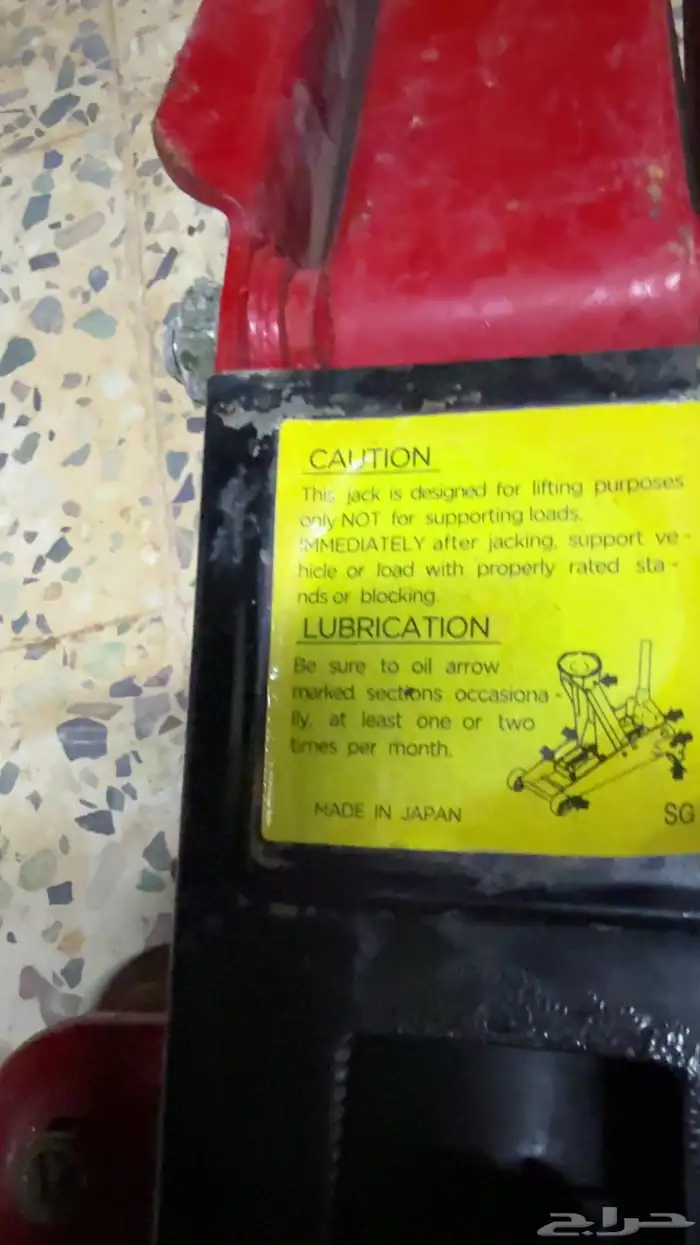 CAUTION
This jack is designed for lifting purposes
only NOT for supporting loads.
IMMEDIATELY after jacking, support ve-
hicle or load with properly rated sta-
nds or blocking.
LUBRICATION
Be sure to oil arrow
marked sections occasiona-
lly, at least one or two
times per month.
MADE IN JAPAN
SG
حراج